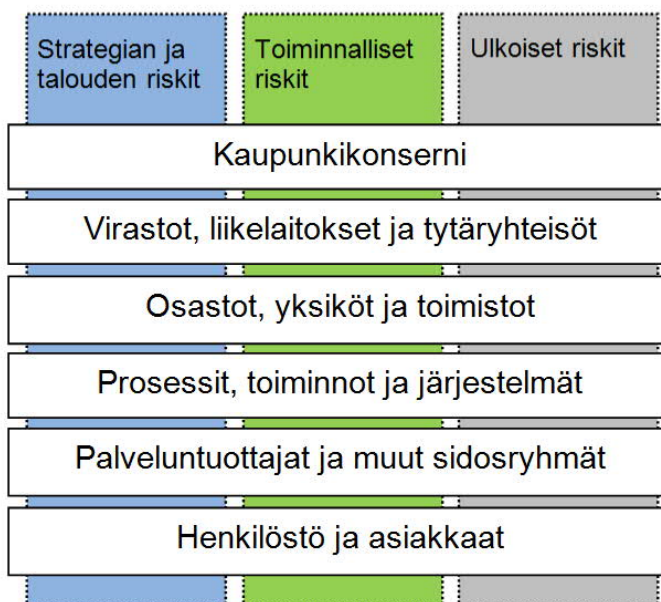 Strategian ja
talouden riskit
Toiminnalliset
riskit
Ulkoiset riskit
Kaupunkikonserni
Virastot, liikelaitokset ja tytäryhteisöt
Osastot, yksiköt ja toimistot
Prosessit, toiminnot ja järjestelmät
Palveluntuottajat ja muut sidosryhmät
Henkilöstö ja asiakkaat